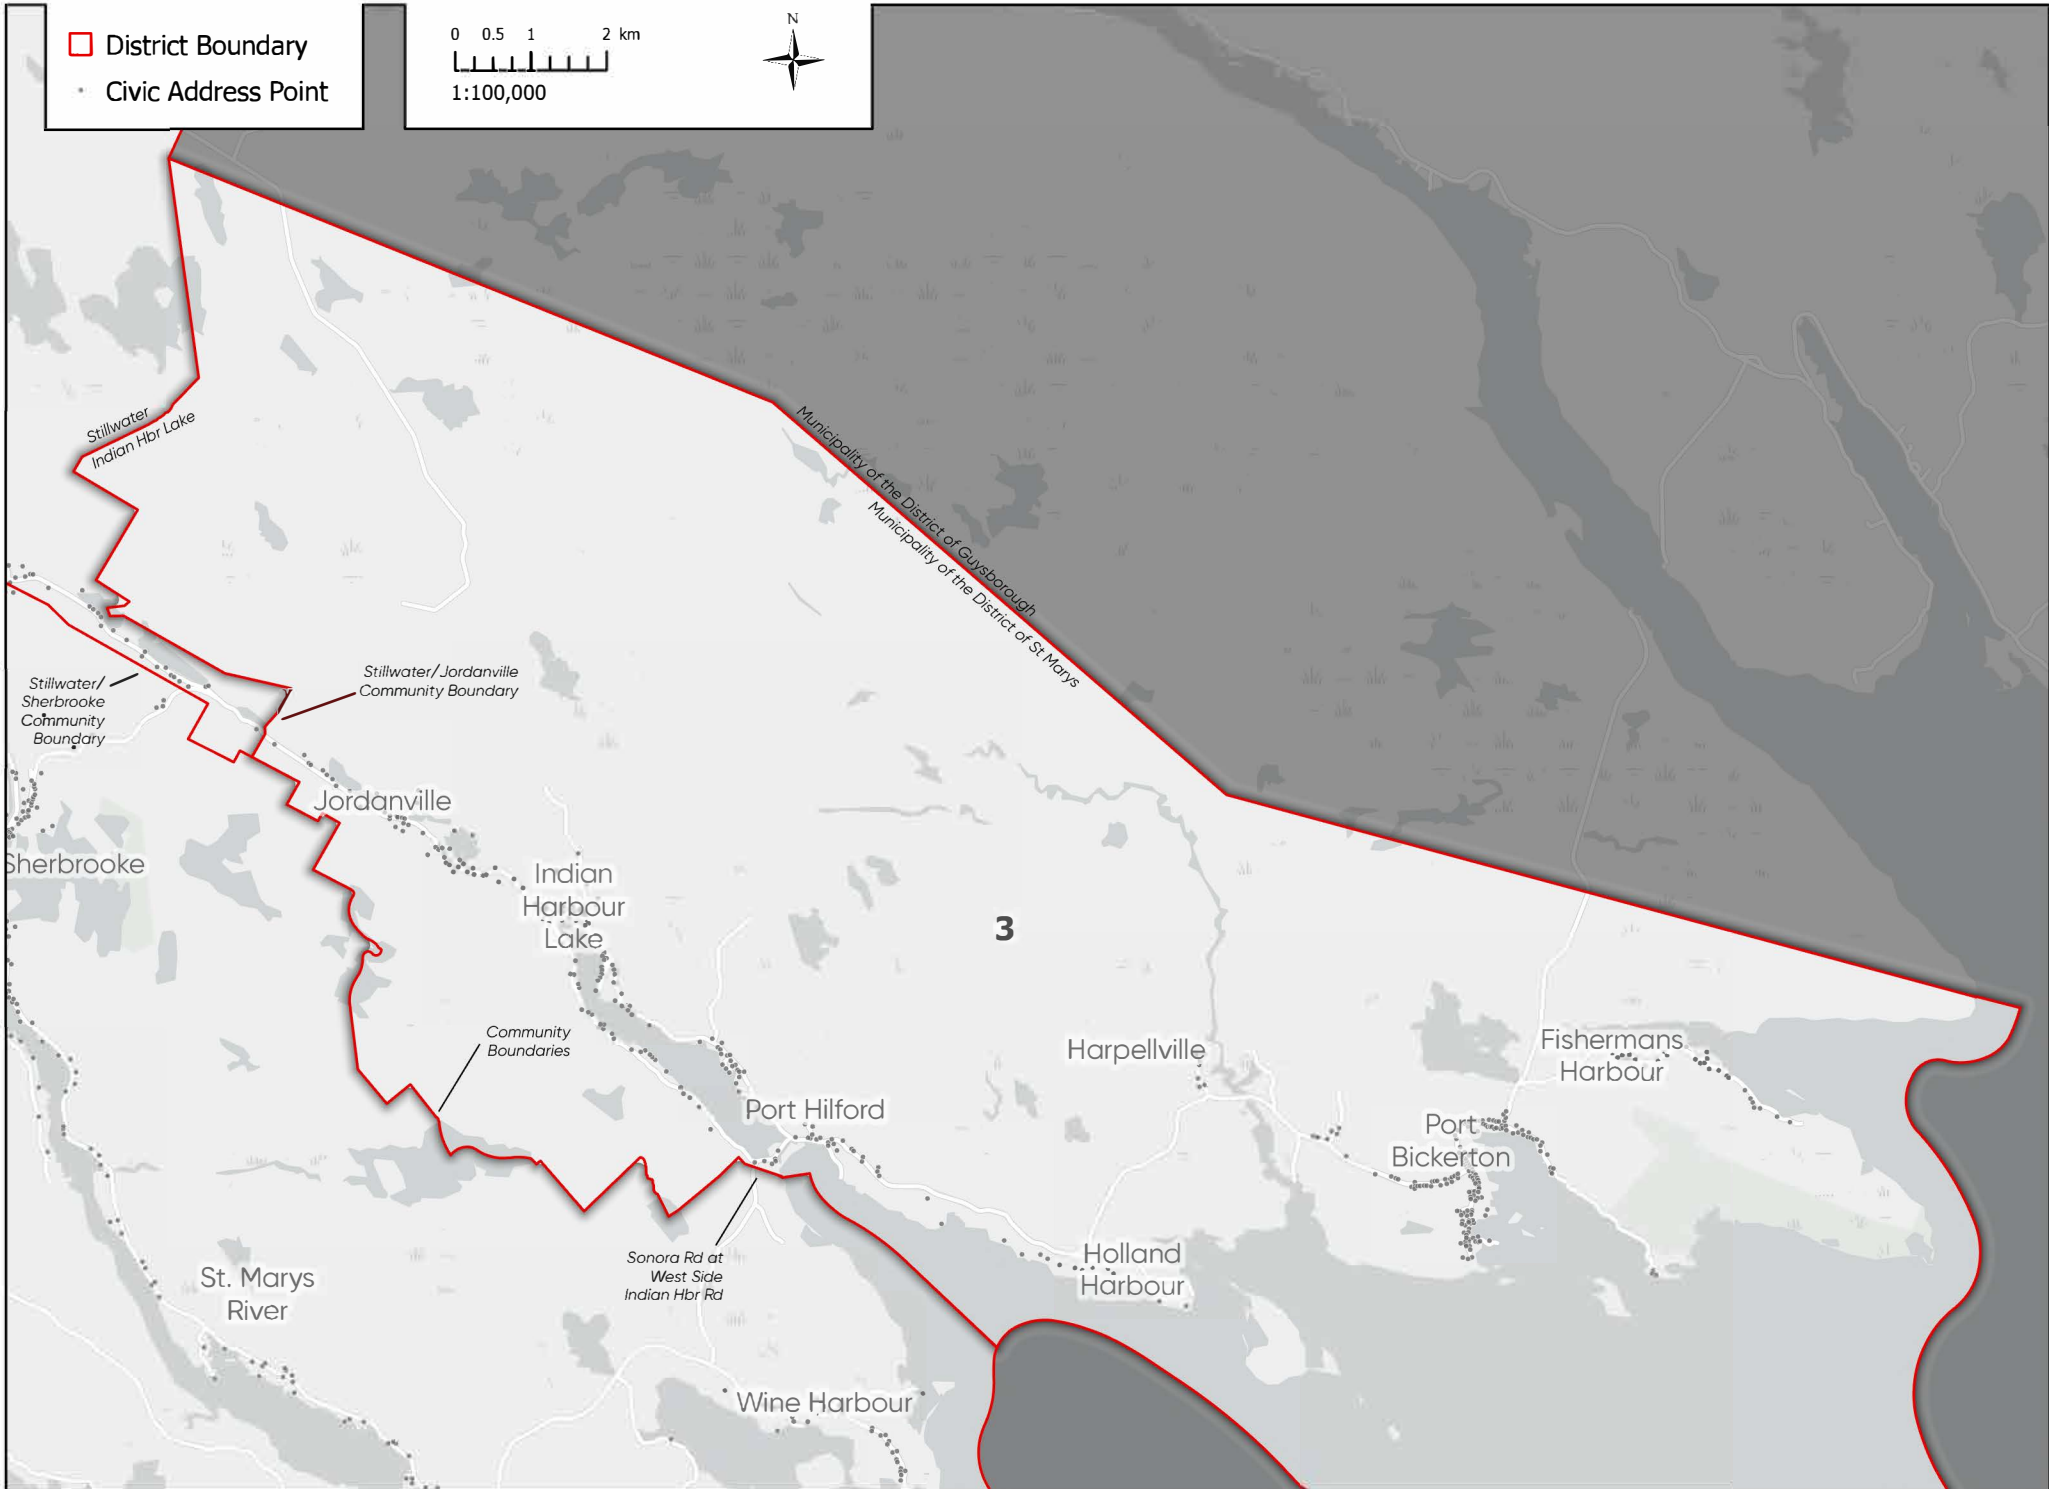 District Boundary
Civic Address Point
0 0.5 1 2 km
1:100,000
N
Stillwater
Indian Hbr Lake
Municipality of the District of Guysborough
Municipality of the District of St Marys
Stillwater/
Sherbrooke
Community
Boundary
Stillwater/Jordanville
Community Boundary
Jordanville
Sherbrooke
Indian
Harbour
Lake
3
Community
Boundaries
Harpellville
Fishermans
Harbour
Port Hilford
Port
Bickerton
Sonora Rd at
West Side
Indian Hbr Rd
Holland
Harbour
St. Marys
River
Wine Harbour